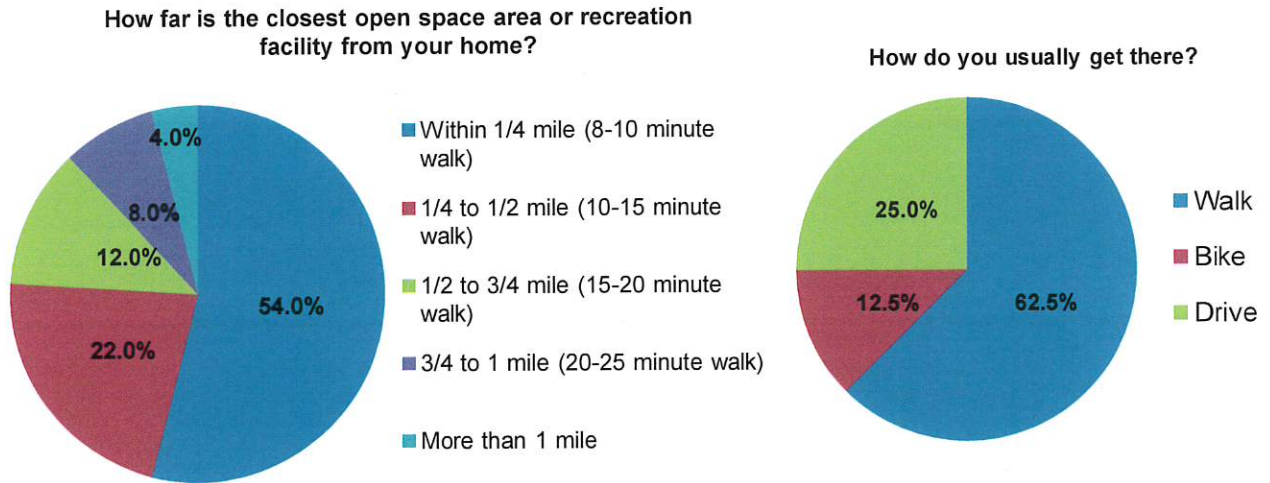 How far is the closest open space area or recreation
facility from your home?
4.0%
8.0%
12.0%
22.0%
54.0%
Within 1/4 mile (8-10 minute
walk)
1/4 to 1/2 mile (10-15 minute
walk)
1/2 to 3/4 mile (15-20 minute
walk)
3/4 to 1 mile (20-25 minute walk)
More than 1 mile
How do you usually get there?
25.0%
12.5%
62.5%
Walk
Bike
Drive